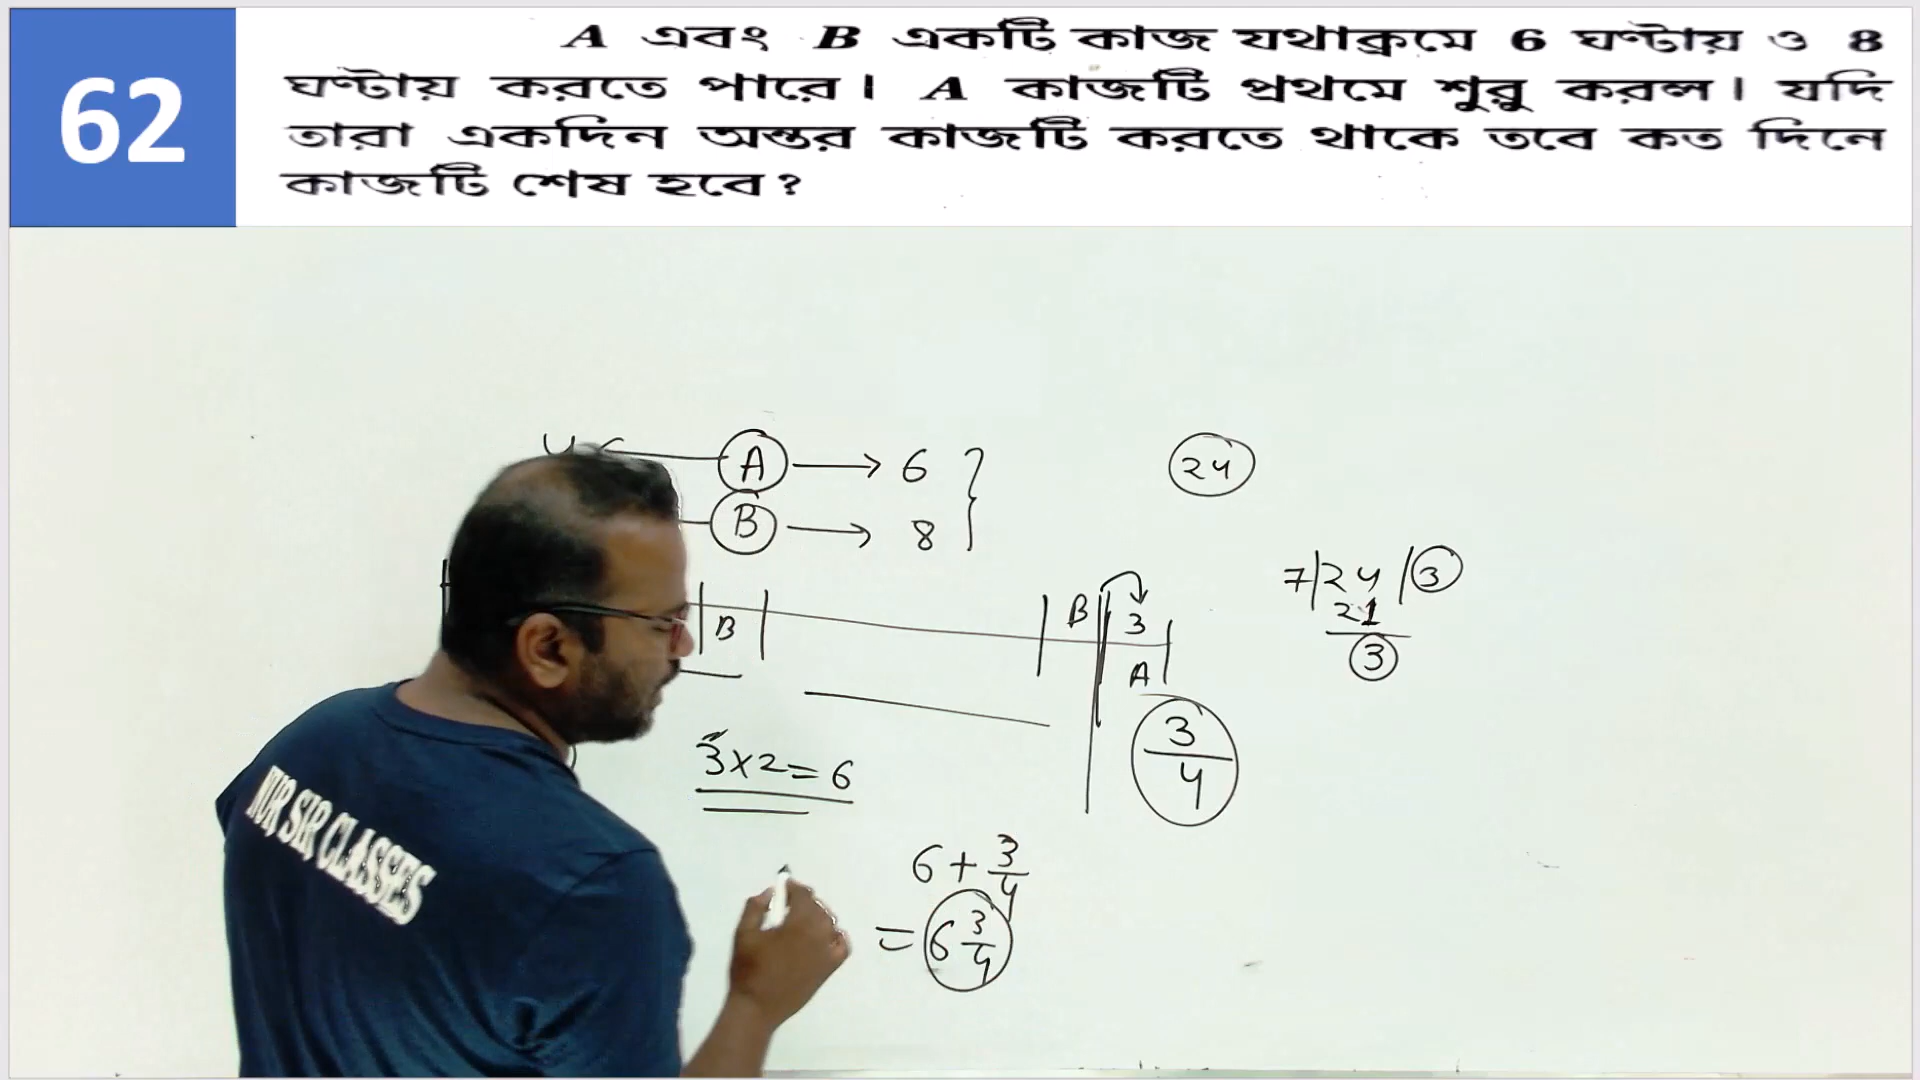 62
A এবং B একটি কাজ যথাক্রমে 6 ঘণ্টায় ও 8
ঘণ্টায় করতে পারে। A কাজটি প্রথমে শুরু করল। যদি
তারা একদিন অন্তর কাজটি করতে থাকে তবে কত দিনে
কাজটি শেষ হবে?
A → 6
B → 8
24
7|24|3
21
3
B
B
3
A
3/4
3×2=6
6+3/4
=6 3/4
NUR SIR CLASSES